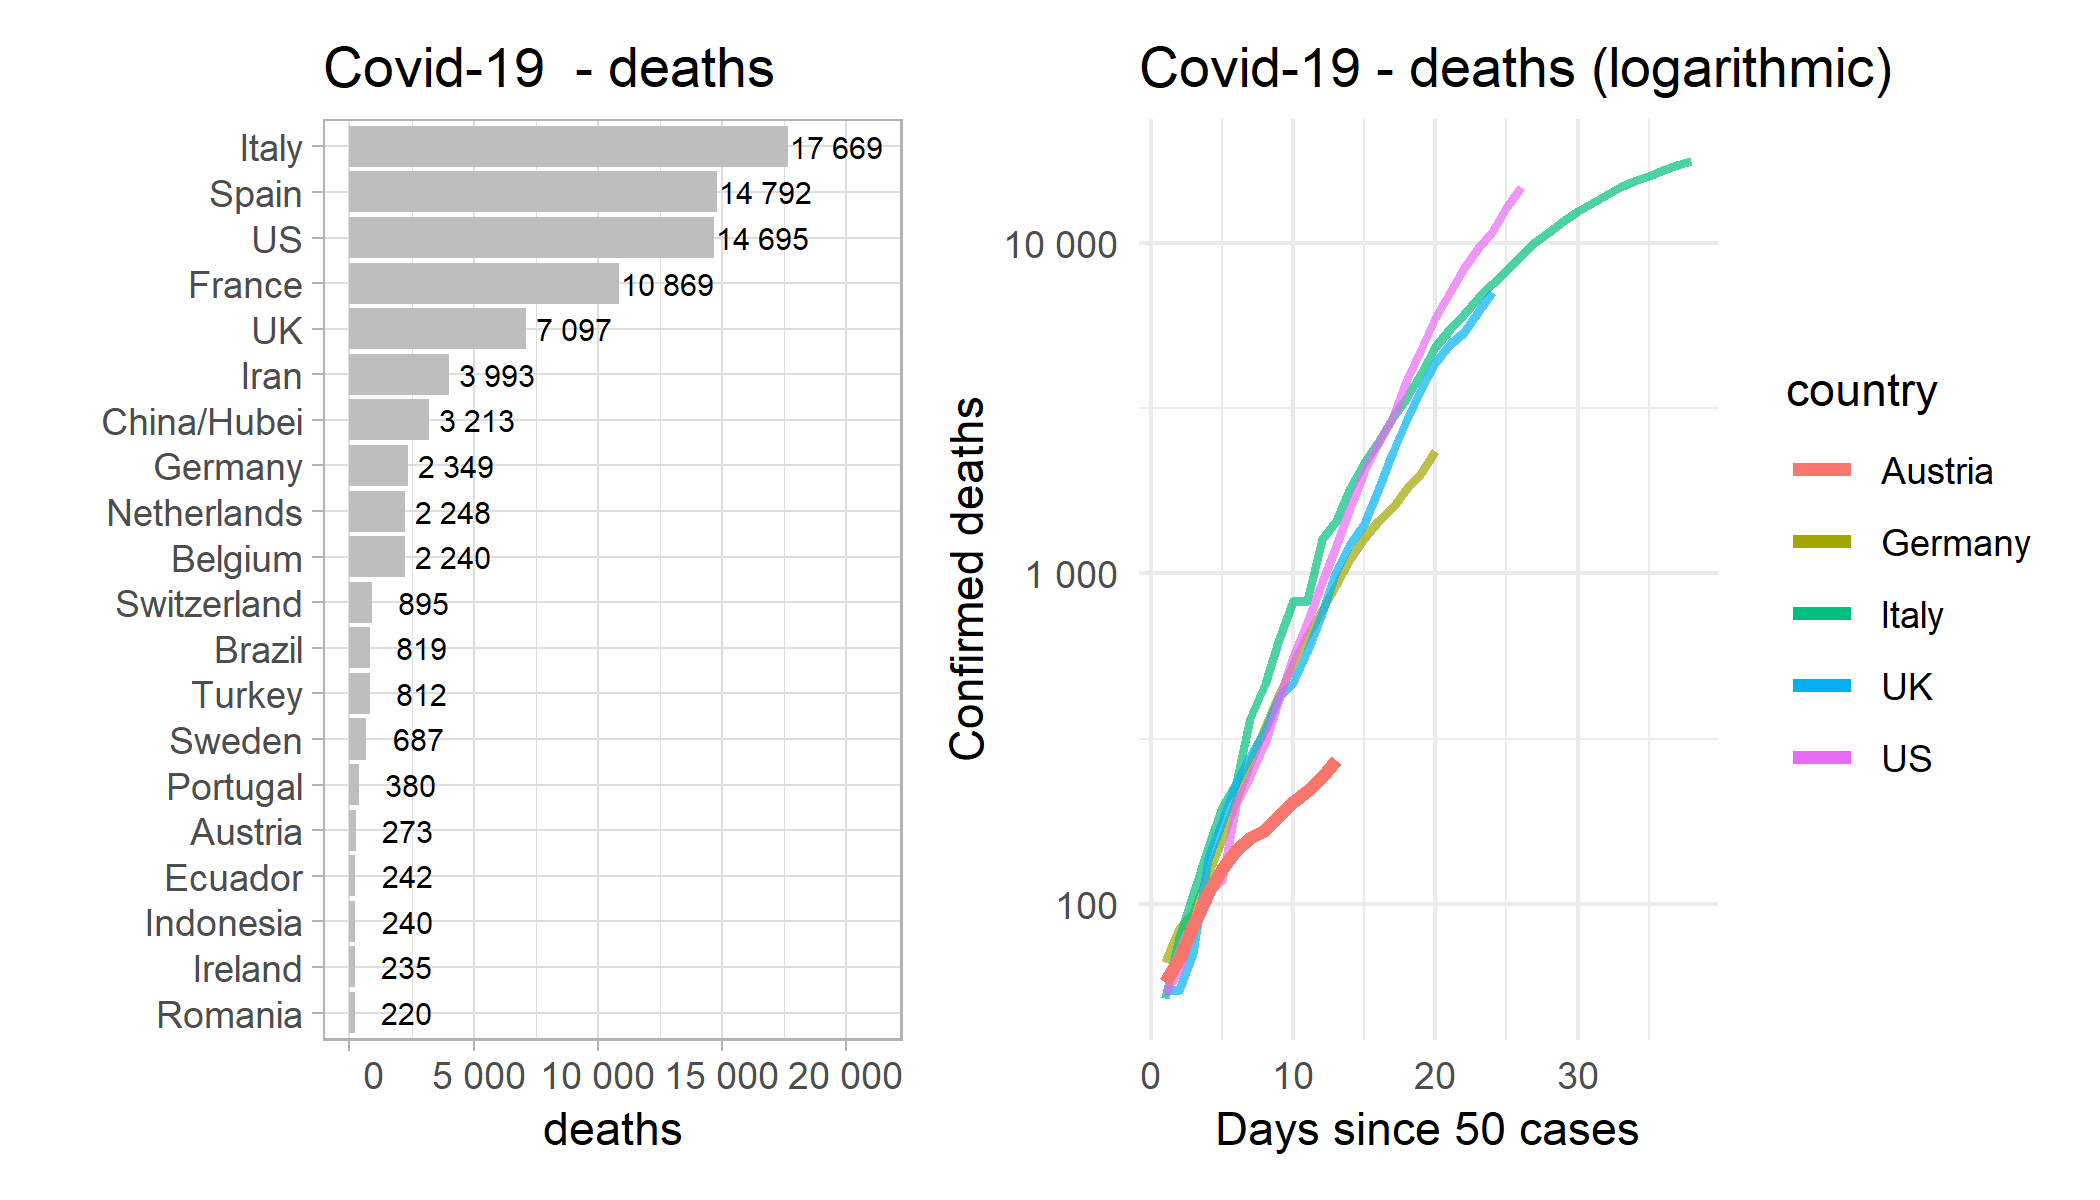 Covid-19  - deaths
Italy 17 669
Spain 14 792
US 14 695
France 10 869
UK 7 097
Iran 3 993
China/Hubei 3 213
Germany 2 349
Netherlands 2 248
Belgium 2 240
Switzerland 895
Brazil 819
Turkey 812
Sweden 687
Portugal 380
Austria 273
Ecuador 242
Indonesia 240
Ireland 235
Romania 220
0 5 000 10 000 15 000 20 000
deaths
Covid-19 - deaths (logarithmic)
Confirmed deaths
10 000
1 000
100
0 10 20 30
Days since 50 cases
country
Austria
Germany
Italy
UK
US